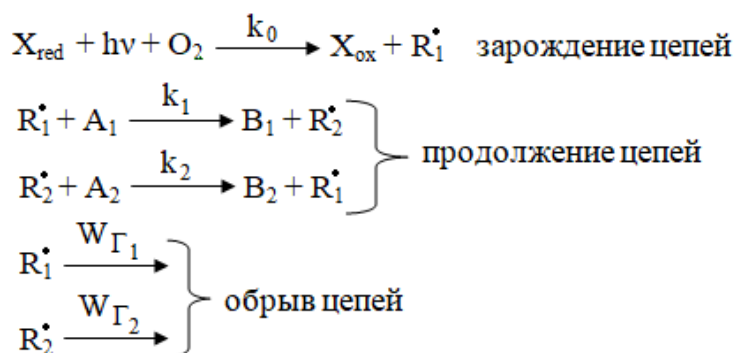 X_red + hν + O₂ —k₀→ X_ox + R₁• зарождение цепей
R₁• + A₁ —k₁→ B₁ + R₂•
R₂• + A₂ —k₂→ B₂ + R₁•
продолжение цепей
R₁• —W_Г₁→
R₂• —W_Г₂→
обрыв цепей